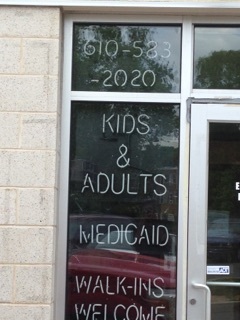 610-583
-2020
KIDS
&
ADULTS
MEDICAID
WALK-INS
WELCOME